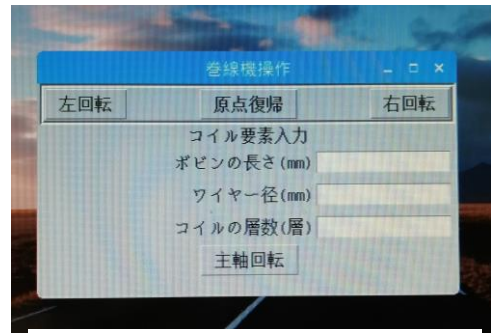 巻線機操作
左回転 原点復帰 右回転
コイル要素入力
ボビンの長さ(mm)
ワイヤー径(mm)
コイルの層数(層)
主軸回転